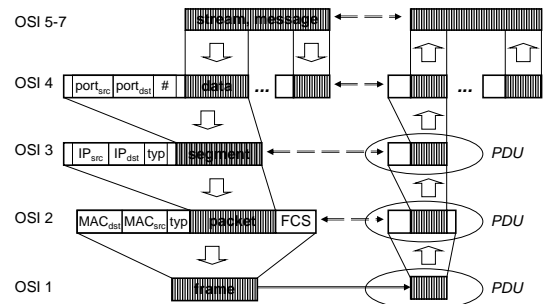 OSI 5-7 stream, message
OSI 4 port_src port_dst # data ... ...
OSI 3 IP_src IP_dst typ segment PDU
OSI 2 MAC_dst MAC_src typ packet FCS PDU
OSI 1 frame PDU